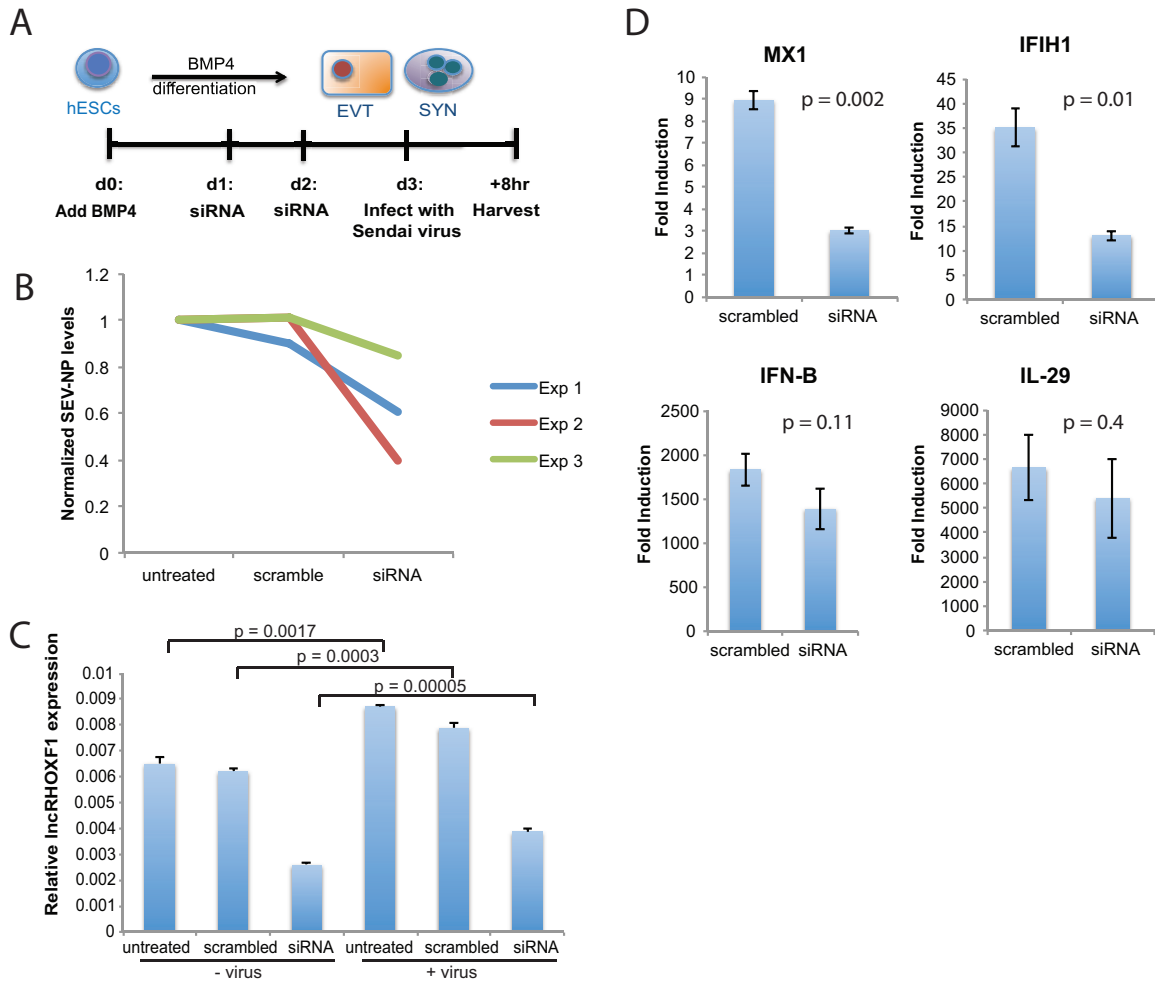 A
BMP4
differentiation
hESCs
EVT
SYN
d0:
Add BMP4
d1:
siRNA
d2:
siRNA
d3:
Infect with
Sendai virus
+8hr
Harvest
B
Normalized SEV-NP levels
1.2
1
0.8
0.6
0.4
0.2
0
untreated
scramble
siRNA
Exp 1
Exp 2
Exp 3
C
Relative lncRHOXF1 expression
p = 0.0017
p = 0.0003
p = 0.00005
0.01
0.009
0.008
0.007
0.006
0.005
0.004
0.003
0.002
0.001
0
untreated scrambled siRNA untreated scrambled siRNA
- virus
+ virus
D
MX1
p = 0.002
Fold Induction
9
10
8
7
6
5
4
3
2
1
0
scrambled siRNA
IFIH1
p = 0.01
Fold Induction
45
40
35
30
25
20
15
10
5
0
scrambled siRNA
IFN-B
p = 0.11
Fold Induction
2500
2000
1500
1000
500
0
scrambled siRNA
IL-29
p = 0.4
Fold Induction
9000
8000
7000
6000
5000
4000
3000
2000
1000
0
scrambled siRNA